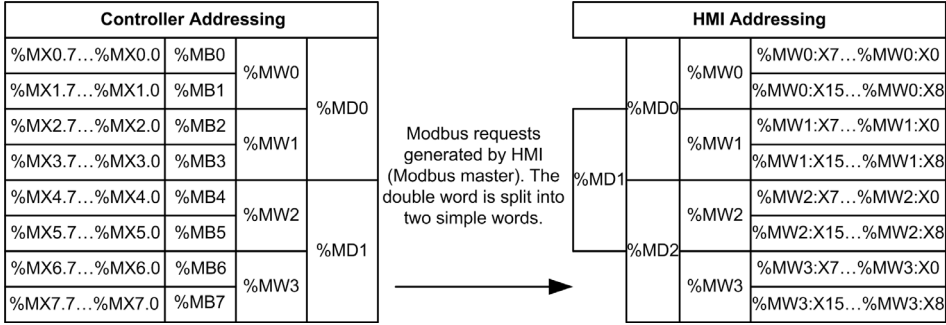 Controller Addressing
%MX0.7…%MX0.0 %MB0 %MW0 %MD0
%MX1.7…%MX1.0 %MB1
%MX2.7…%MX2.0 %MB2 %MW1
%MX3.7…%MX3.0 %MB3
%MX4.7…%MX4.0 %MB4 %MW2 %MD1
%MX5.7…%MX5.0 %MB5
%MX6.7…%MX6.0 %MB6 %MW3
%MX7.7…%MX7.0 %MB7
Modbus requests
generated by HMI
(Modbus master). The
double word is split into
two simple words.
HMI Addressing
%MD0 %MW0 %MW0:X7…%MW0:X0
%MW0:X15…%MW0:X8
%MD1 %MW1 %MW1:X7…%MW1:X0
%MW1:X15…%MW1:X8
%MD2 %MW2 %MW2:X7…%MW2:X0
%MW2:X15…%MW2:X8
%MW3 %MW3:X7…%MW3:X0
%MW3:X15…%MW3:X8